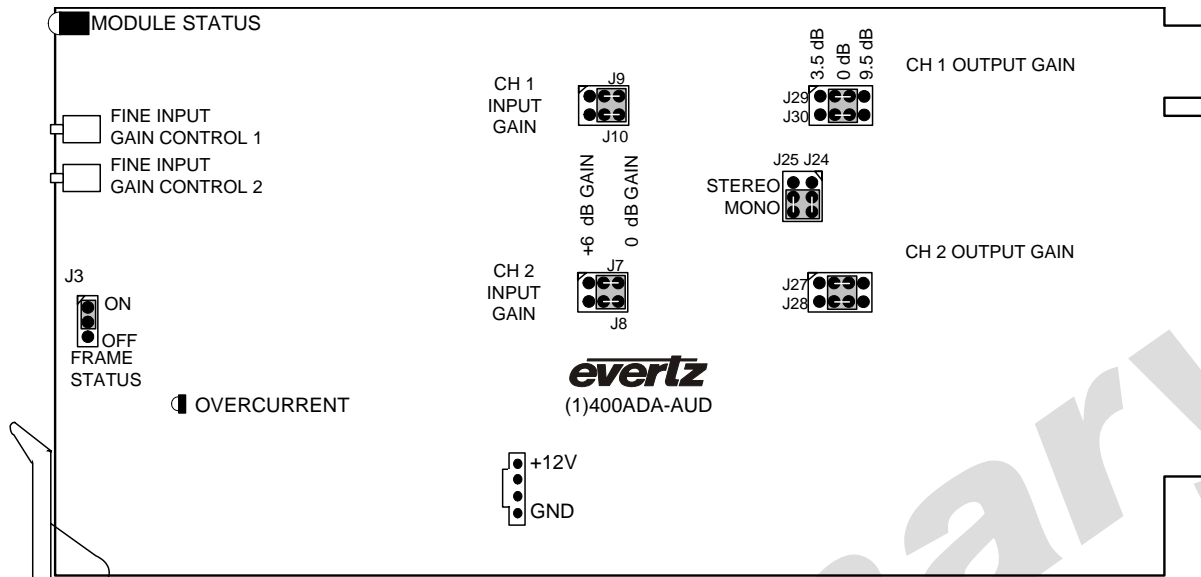 MODULE STATUS
FINE INPUT
GAIN CONTROL 1
FINE INPUT
GAIN CONTROL 2
J3
ON
OFF
FRAME
STATUS
OVERCURRENT
CH 1
INPUT
GAIN
J9
J10
+6 dB GAIN
0 dB GAIN
CH 2
INPUT
GAIN
J7
J8
evertz
(1)400ADA-AUD
+12V
GND
3.5 dB
0 dB
9.5 dB
CH 1 OUTPUT GAIN
J29
J30
J25 J24
STEREO
MONO
CH 2 OUTPUT GAIN
J27
J28
ary